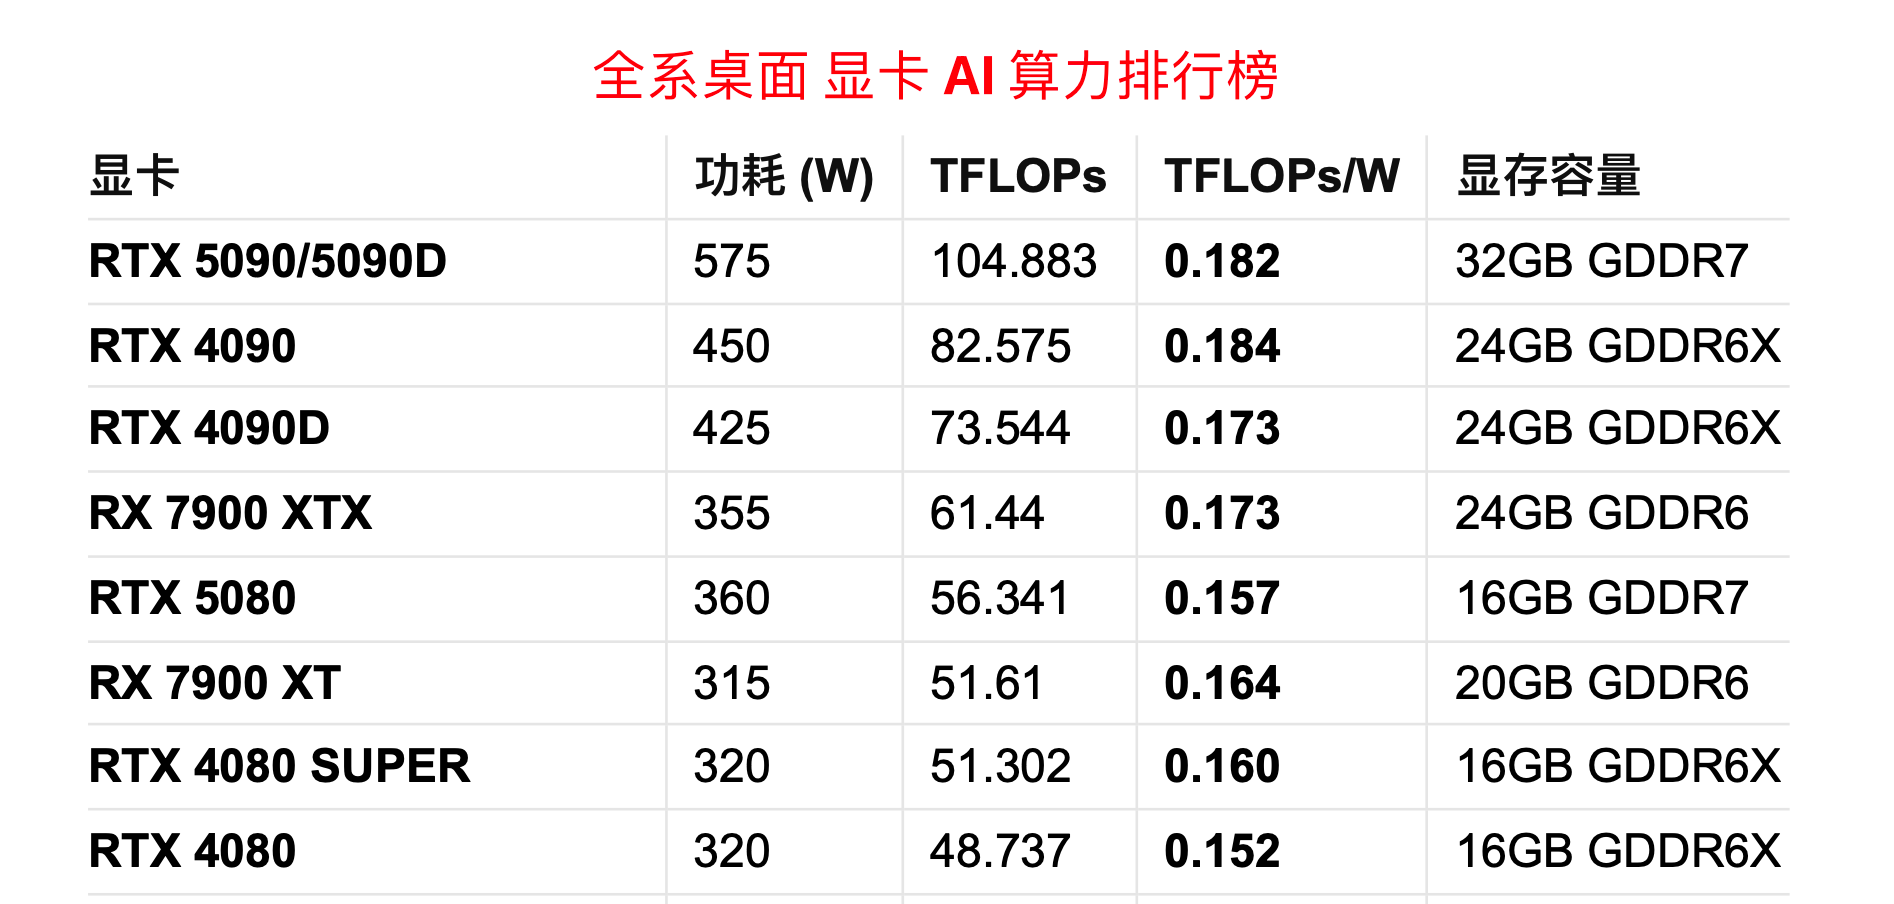 全系桌面 显卡 AI 算力排行榜
显卡 功耗 (W) TFLOPs TFLOPs/W 显存容量
RTX 5090/5090D 575 104.883 0.182 32GB GDDR7
RTX 4090 450 82.575 0.184 24GB GDDR6X
RTX 4090D 425 73.544 0.173 24GB GDDR6X
RX 7900 XTX 355 61.44 0.173 24GB GDDR6
RTX 5080 360 56.341 0.157 16GB GDDR7
RX 7900 XT 315 51.61 0.164 20GB GDDR6
RTX 4080 SUPER 320 51.302 0.160 16GB GDDR6X
RTX 4080 320 48.737 0.152 16GB GDDR6X